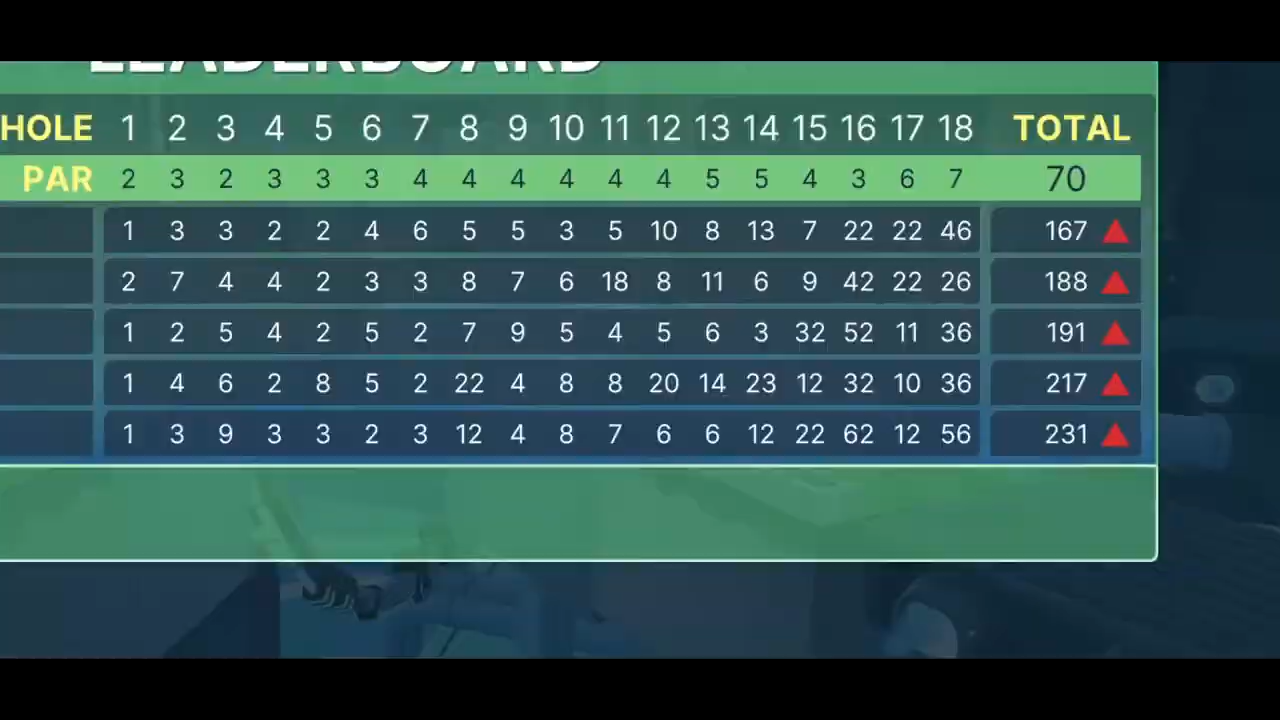 LEADERBOARD
HOLE 1 2 3 4 5 6 7 8 9 10 11 12 13 14 15 16 17 18 TOTAL
PAR 2 3 2 3 3 3 4 4 4 4 4 4 5 5 4 3 6 7 70
1 3 3 2 2 4 6 5 5 3 5 10 8 13 7 22 22 46 167
2 7 4 4 2 3 3 8 7 6 18 8 11 6 9 42 22 26 188
1 2 5 4 2 5 2 7 9 5 4 5 6 3 32 52 11 36 191
1 4 6 2 8 5 2 22 4 8 8 20 14 23 12 32 10 36 217
1 3 9 3 3 2 3 12 4 8 7 6 6 12 22 62 12 56 231